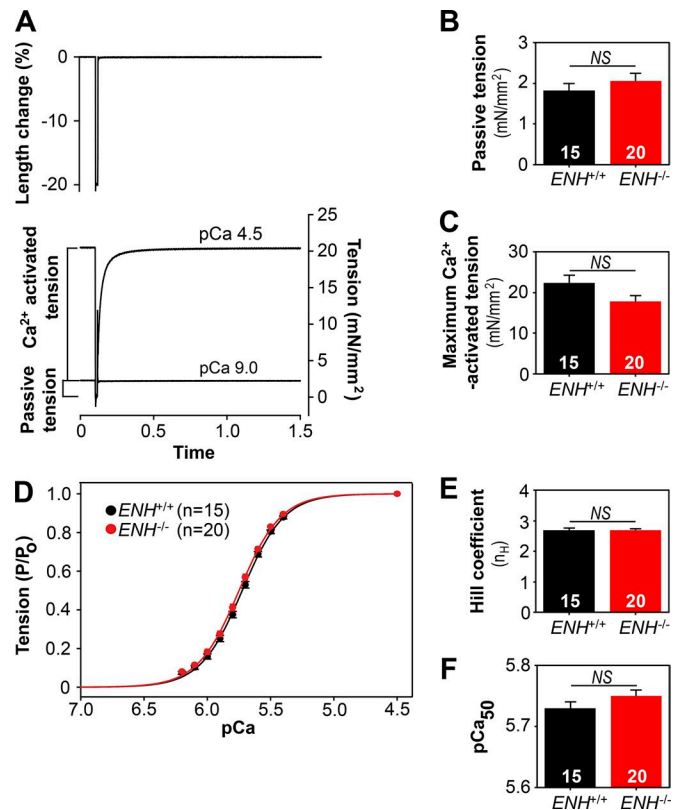 A
Length change (%)
0
-10
-20
Ca²⁺ activated
tension
Passive
tension
pCa 4.5
pCa 9.0
25
20
15
10
5
0
Tension (mN/mm²)
0
0.5
1.0
1.5
Time
B
Passive tension
(mN/mm²)
3
2
1
0
NS
15
20
ENH⁺/⁺
ENH⁻/⁻
C
Maximum Ca²⁺
-activated tension
(mN/mm²)
30
20
10
0
NS
15
20
ENH⁺/⁺
ENH⁻/⁻
D
Tension (P/Pₒ)
1.0
0.8
0.6
0.4
0.2
0
ENH⁺/⁺ (n=15)
ENH⁻/⁻ (n=20)
7.0
6.5
6.0
5.5
5.0
4.5
pCa
E
Hill coefficient
(n_H)
4
3
2
1
0
NS
15
20
ENH⁺/⁺
ENH⁻/⁻
F
pCa₅₀
5.8
5.7
5.6
NS
15
20
ENH⁺/⁺
ENH⁻/⁻